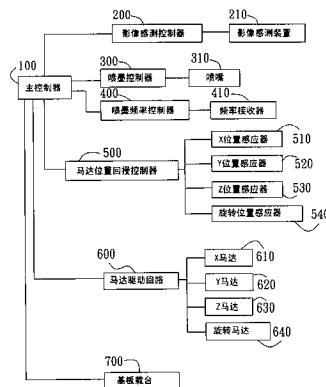 200
影像感测控制器
210
影像感测装置
100
主控制器
300
喷墨控制器
310
喷嘴
400
喷墨频率控制器
410
频率接收器
500
马达位置回授控制器
X位置感应器
510
Y位置感应器
520
Z位置感应器
530
旋转位置感应器
540
600
马达驱动回路
X马达
610
Y马达
620
Z马达
630
旋转马达
640
700
基板载台